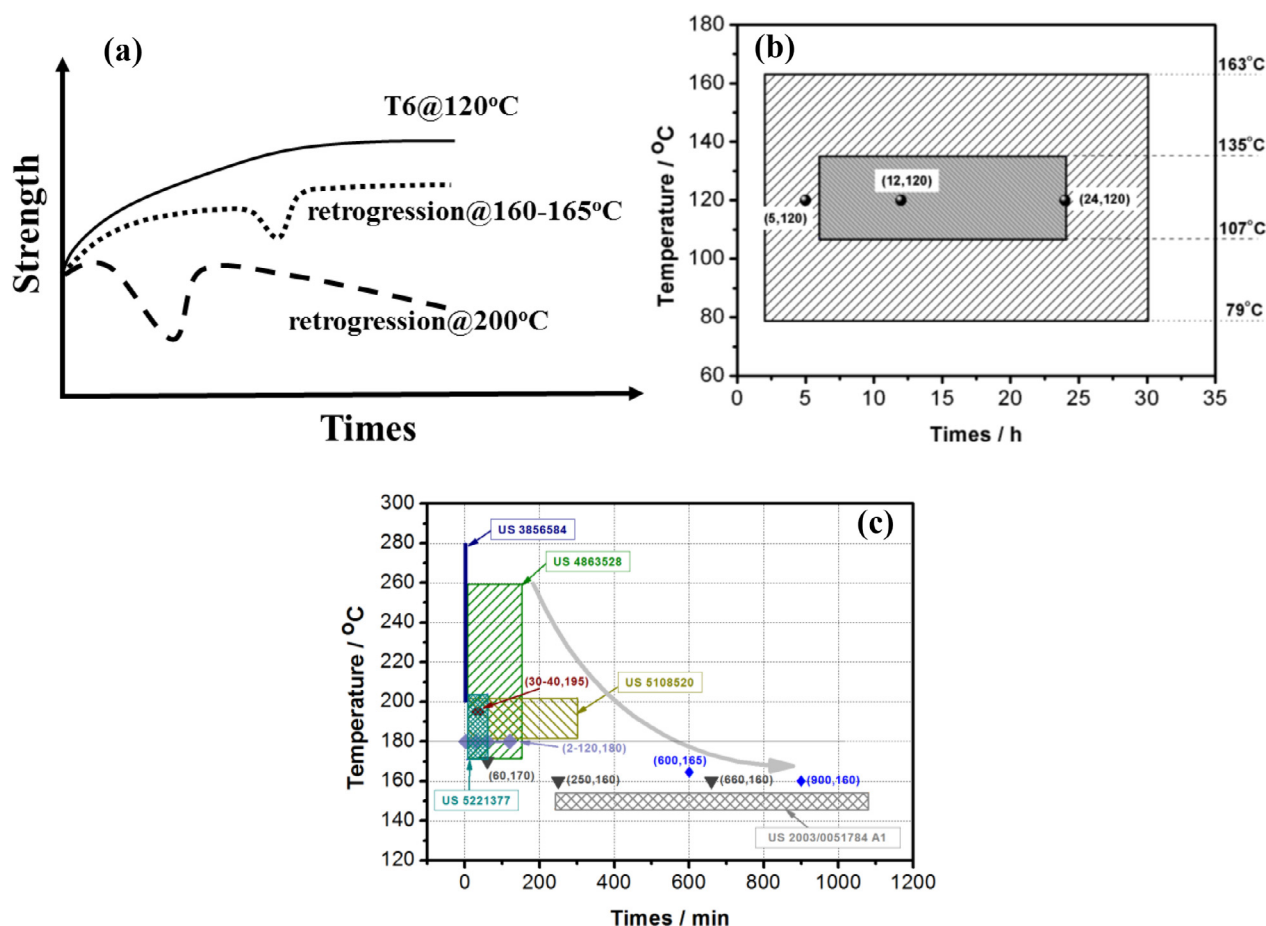 (a)
T6@120°C
retrogression@160-165°C
retrogression@200°C
Strength
Times
(b)
180
160
140
120
100
80
60
Temperature / °C
(12,120)
(5,120)
(24,120)
163°C
135°C
107°C
79°C
0 5 10 15 20 25 30 35
Times / h
(c)
300
280
260
240
220
200
180
160
140
120
Temperature / °C
US 3856584
US 4863528
(30-40,195)
US 5108520
(2-120,180)
(600,165)
(60,170)
(250,160)
(660,160)
(900,160)
US 5221377
US 2003/0051784 A1
0 200 400 600 800 1000 1200
Times / min